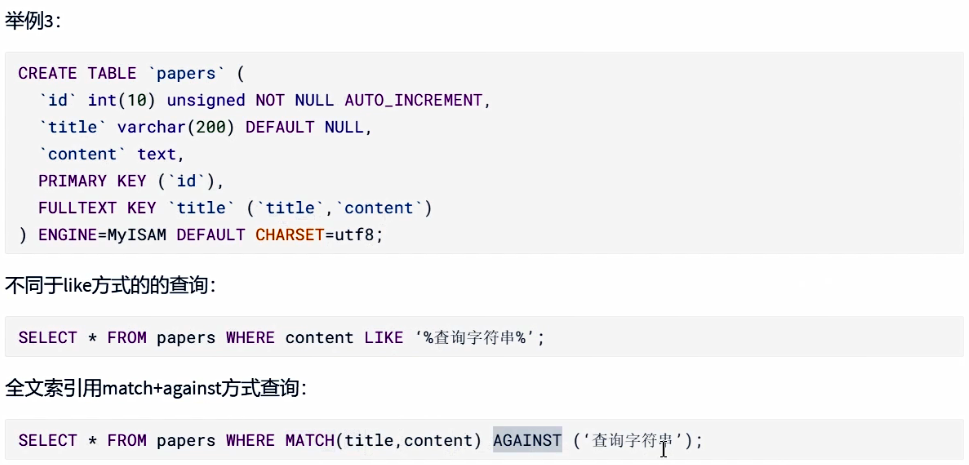 举例3：
CREATE TABLE `papers` (
`id` int(10) unsigned NOT NULL AUTO_INCREMENT,
`title` varchar(200) DEFAULT NULL,
`content` text,
PRIMARY KEY (`id`),
FULLTEXT KEY `title` (`title`,`content`)
) ENGINE=MyISAM DEFAULT CHARSET=utf8;
不同于like方式的的查询：
SELECT * FROM papers WHERE content LIKE ‘%查询字符串%’;
全文索引用match+against方式查询：
SELECT * FROM papers WHERE MATCH(title,content) AGAINST (‘查询字符串’);